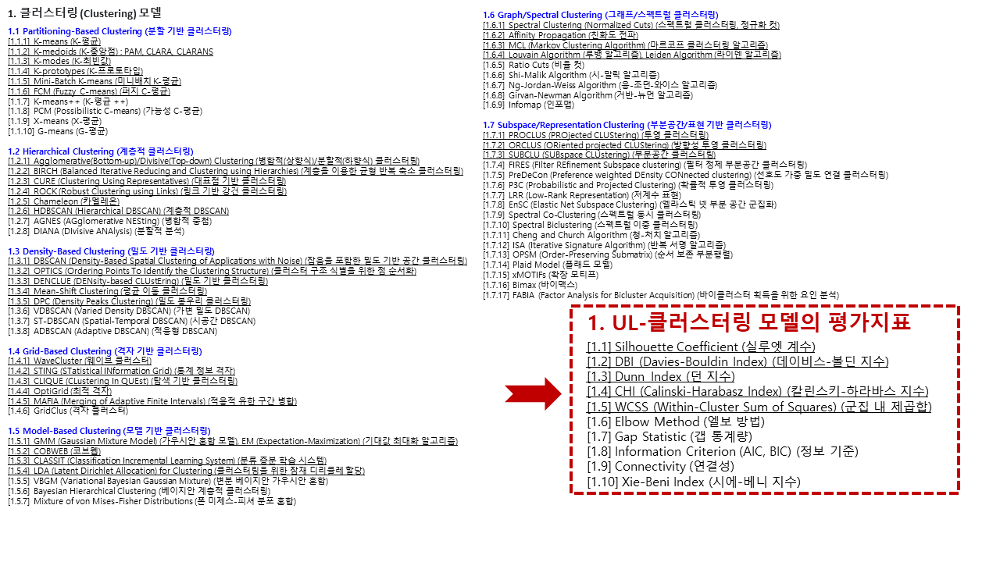 1. 클러스터링 (Clustering) 모델
1.1 Partitioning-Based Clustering (분할 기반 클러스터링)
[1.1.1] K-means (K-평균)
[1.1.2] K-medoids (K-중앙점) : PAM, CLARA, CLARANS
[1.1.3] K-modes (K-최빈값)
[1.1.4] K-prototypes (K-프로토타입)
[1.1.5] Mini-Batch K-means (미니배치 K-평균)
[1.1.6] FCM (Fuzzy C-means) (퍼지 C-평균)
[1.1.7] K-means++ (K-평균 ++)
[1.1.8] PCM (Possibilistic C-means) (가능성 C-평균)
[1.1.9] X-means (X-평균)
[1.1.10] G-means (G-평균)
1.2 Hierarchical Clustering (계층적 클러스터링)
[1.2.1] Agglomerative(Bottom-up)/Divisive(Top-down) Clustering (병합적(상향식)/분할적(하향식) 클러스터링)
[1.2.2] BIRCH (Balanced Iterative Reducing and Clustering using Hierarchies) (계층을 이용한 균형 반복 축소 클러스터링)
[1.2.3] CURE (Clustering Using Representatives) (대표점 기반 클러스터링)
[1.2.4] ROCK (Robust Clustering using Links) (링크 기반 강건 클러스터링)
[1.2.5] Chameleon (카멜레온)
[1.2.6] HDBSCAN (Hierarchical DBSCAN) (계층적 DBSCAN)
[1.2.7] AGNES (AGglomerative NESting) (병합적 중첩)
[1.2.8] DIANA (DIvisive ANAlysis) (분할적 분석)
1.3 Density-Based Clustering (밀도 기반 클러스터링)
[1.3.1] DBSCAN (Density-Based Spatial Clustering of Applications with Noise) (잡음을 포함한 밀도 기반 공간 클러스터링)
[1.3.2] OPTICS (Ordering Points To Identify the Clustering Structure) (클러스터 구조 식별을 위한 점 순서화)
[1.3.3] DENCLUE (DENsity-based CLUstEring) (밀도 기반 클러스터링)
[1.3.4] Mean-Shift Clustering (평균 이동 클러스터링)
[1.3.5] DPC (Density Peaks Clustering) (밀도 봉우리 클러스터링)
[1.3.6] VDBSCAN (Varied Density DBSCAN) (가변 밀도 DBSCAN)
[1.3.7] ST-DBSCAN (Spatial-Temporal DBSCAN) (시공간 DBSCAN)
[1.3.8] ADBSCAN (Adaptive DBSCAN) (적응형 DBSCAN)
1.4 Grid-Based Clustering (격자 기반 클러스터링)
[1.4.1] WaveCluster (웨이브 클러스터)
[1.4.2] STING (STatistical INformation Grid) (통계 정보 격자)
[1.4.3] CLIQUE (CLustering In QUEst) (탐색 기반 클러스터링)
[1.4.4] OptiGrid (최적 격자)
[1.4.5] MAFIA (Merging of Adaptive Finite Intervals) (적응적 유한 구간 병합)
[1.4.6] GridClus (격자 클러스터)
1.5 Model-Based Clustering (모델 기반 클러스터링)
[1.5.1] GMM (Gaussian Mixture Model) (가우시안 혼합 모델), EM (Expectation-Maximization) (기대값 최대화 알고리즘)
[1.5.2] COBWEB (코브웹)
[1.5.3] CLASSIT (Classification Incremental Learning System) (분류 증분 학습 시스템)
[1.5.4] LDA (Latent Dirichlet Allocation) for Clustering (클러스터링을 위한 잠재 디리클레 할당)
[1.5.5] VBGM (Variational Bayesian Gaussian Mixture) (변분 베이지안 가우시안 혼합)
[1.5.6] Bayesian Hierarchical Clustering (베이지안 계층적 클러스터링)
[1.5.7] Mixture of von Mises-Fisher Distributions (폰 미제스-피셔 분포 혼합)
1.6 Graph/Spectral Clustering (그래프/스펙트럴 클러스터링)
[1.6.1] Spectral Clustering (Normalized Cuts) (스펙트럴 클러스터링, 정규화 컷)
[1.6.2] Affinity Propagation (친화도 전파)
[1.6.3] MCL (Markov Clustering Algorithm) (마르코프 클러스터링 알고리즘)
[1.6.4] Louvain Algorithm (루뱅 알고리즘), Leiden Algorithm (라이덴 알고리즘)
[1.6.5] Ratio Cuts (비율 컷)
[1.6.6] Shi-Malik Algorithm (시-말릭 알고리즘)
[1.6.7] Ng-Jordan-Weiss Algorithm (응-조던-와이스 알고리즘)
[1.6.8] Girvan-Newman Algorithm (거반-뉴먼 알고리즘)
[1.6.9] Infomap (인포맵)
1.7 Subspace/Representation Clustering (부분공간/표현 기반 클러스터링)
[1.7.1] PROCLUS (PROjected CLUStering) (투영 클러스터링)
[1.7.2] ORCLUS (ORiented projected CLUStering) (방향성 투영 클러스터링)
[1.7.3] SUBCLU (SUBspace CLUstering) (부분공간 클러스터링)
[1.7.4] FIRES (FIlter REfinement Subspace clustering) (필터 정제 부분공간 클러스터링)
[1.7.5] PreDeCon (Preference weighted DEnsity CONnected clustering) (선호도 가중 밀도 연결 클러스터링)
[1.7.6] P3C (Probabilistic and Projected Clustering) (확률적 투영 클러스터링)
[1.7.7] LRR (Low-Rank Representation) (저계수 표현)
[1.7.8] EnSC (Elastic Net Subspace Clustering) (엘라스틱 넷 부분 공간 군집화)
[1.7.9] Spectral Co-Clustering (스펙트럴 동시 클러스터링)
[1.7.10] Spectral Biclustering (스펙트럴 이중 클러스터링)
[1.7.11] Cheng and Church Algorithm (청-처치 알고리즘)
[1.7.12] ISA (Iterative Signature Algorithm) (반복 서명 알고리즘)
[1.7.13] OPSM (Order-Preserving Submatrix) (순서 보존 부분행렬)
[1.7.14] Plaid Model (플래드 모델)
[1.7.15] xMOTIFs (확장 모티프)
[1.7.16] Bimax (바이맥스)
[1.7.17] FABIA (Factor Analysis for Bicluster Acquisition) (바이클러스터 획득을 위한 요인 분석)
1. UL-클러스터링 모델의 평가지표
[1.1] Silhouette Coefficient (실루엣 계수)
[1.2] DBI (Davies-Bouldin Index) (데이비스-볼딘 지수)
[1.3] Dunn Index (던 지수)
[1.4] CHI (Calinski-Harabasz Index) (칼린스키-하라바스 지수)
[1.5] WCSS (Within-Cluster Sum of Squares) (군집 내 제곱합)
[1.6] Elbow Method (엘보 방법)
[1.7] Gap Statistic (갭 통계량)
[1.8] Information Criterion (AIC, BIC) (정보 기준)
[1.9] Connectivity (연결성)
[1.10] Xie-Beni Index (시에-베니 지수)